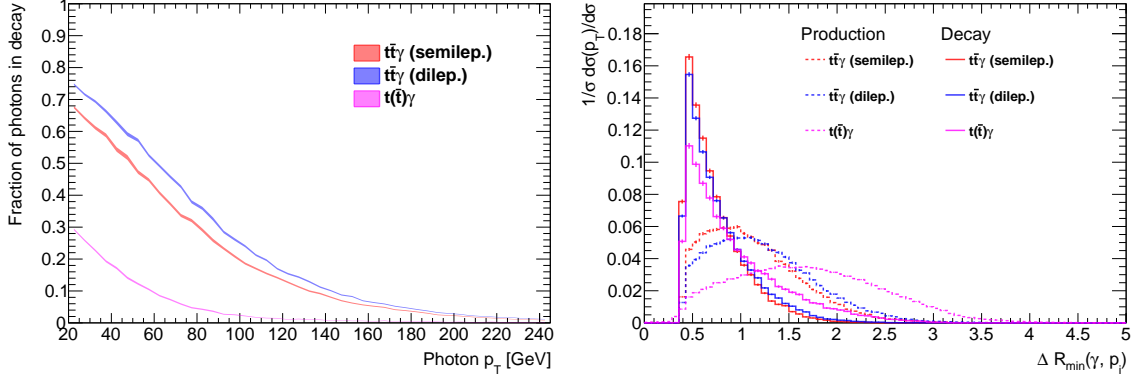 Fraction of photons in decay
1
0.9
0.8
0.7
0.6
0.5
0.4
0.3
0.2
0.1
0
tt̄γ (semilep.)
tt̄γ (dilep.)
t(t̄)γ
20 40 60 80 100 120 140 160 180 200 220 240
Photon p_T [GeV]
1/σ dσ(p_T)/dσ
0.18
0.16
0.14
0.12
0.1
0.08
0.06
0.04
0.02
0
Production Decay
tt̄γ (semilep.) tt̄γ (semilep.)
tt̄γ (dilep.) tt̄γ (dilep.)
t(t̄)γ t(t̄)γ
0 0.5 1 1.5 2 2.5 3 3.5 4 4.5 5
Δ R_min(γ, p_i)